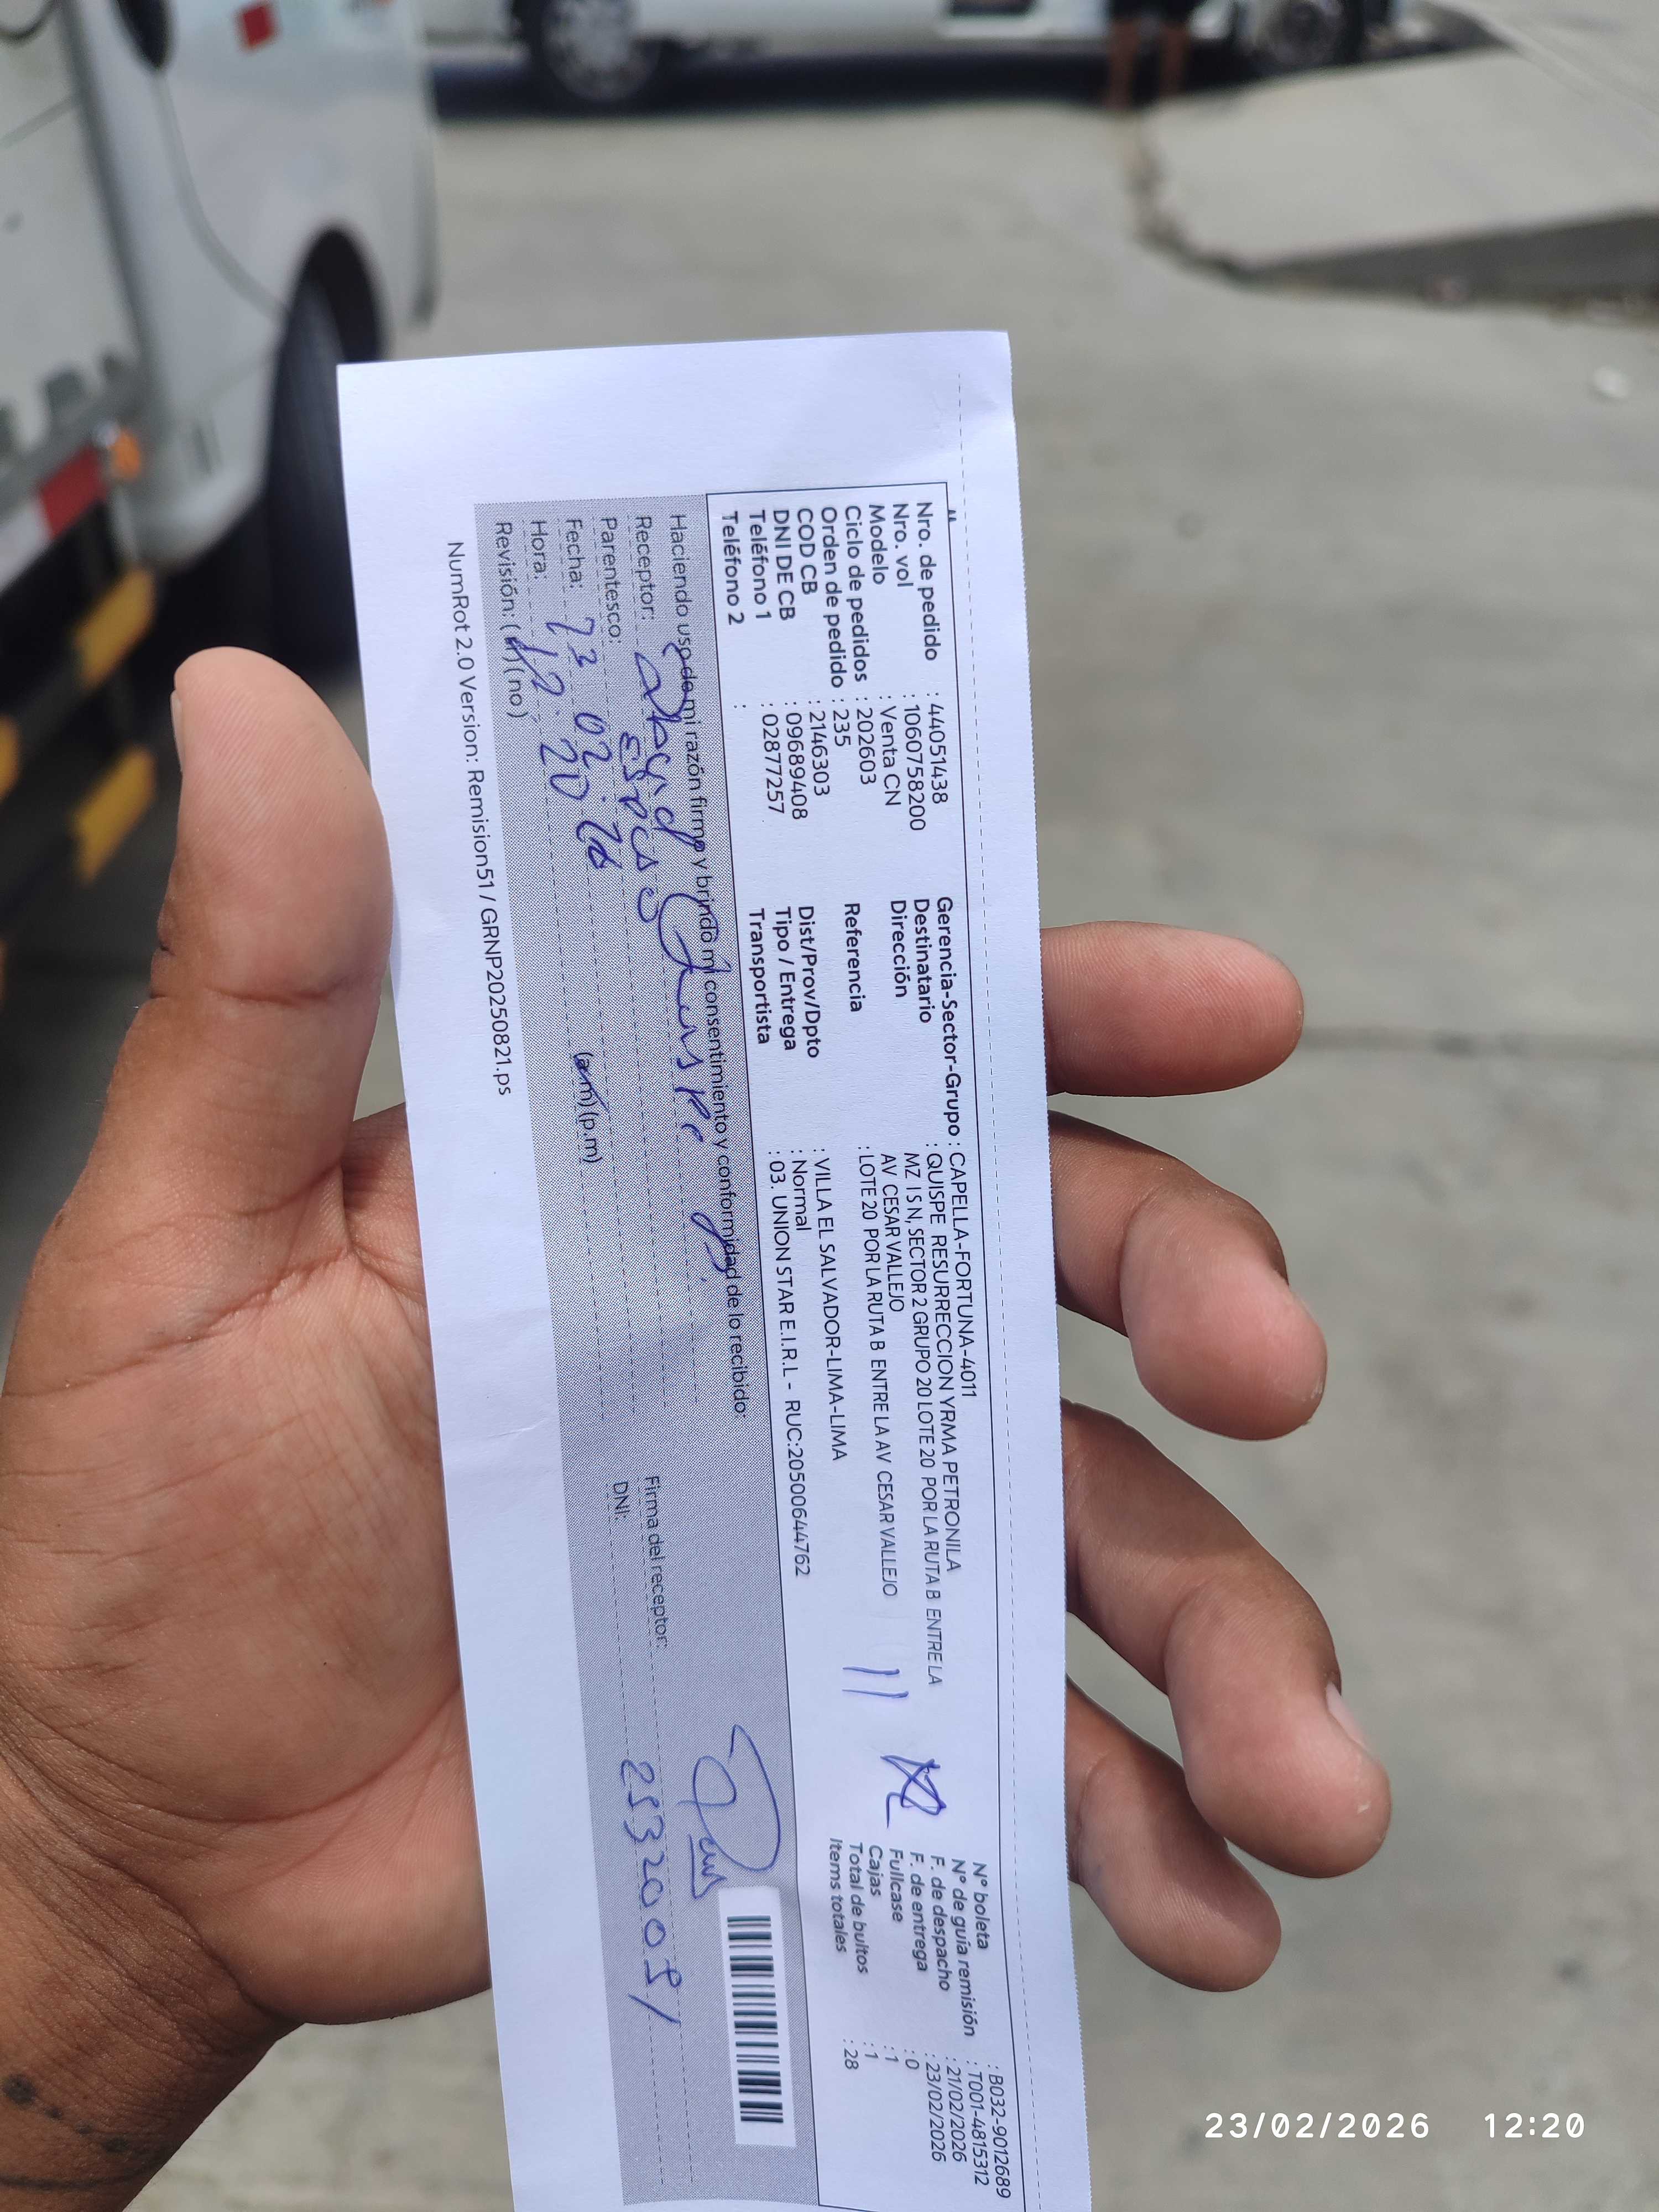 Nro. de pedido : 44051438
Nro. vol : 1060758200
Modelo : Venta CN
Ciclo de pedidos : 202603
Orden de pedido : 235
COD CB : 2146303
DNI DE CB : 09689408
Teléfono 1 : 02877257
Teléfono 2 :
Gerencia-Sector-Grupo : CAPELLA-FORTUNA-4011
Destinatario : QUISPE RESURRECCION YRMA PETRONILA
Dirección MZ I S N, SECTOR 2 GRUPO 20 LOTE 20 POR LA RUTA B ENTRE LA
AV CESAR VALLEJO
Referencia : LOTE 20 POR LA RUTA B ENTRE LA AV CESAR VALLEJO
Dist/Prov/Dpto : VILLA EL SALVADOR-LIMA-LIMA
Tipo / Entrega : Normal
Transportista : 03. UNION STAR E.I.R.L - RUC:20500644762
11
N° boleta : B032-9012689
N° de guía remisión : T001-4815312
F. de despacho : 21/02/2026
F. de entrega : 23/02/2026
Fullcase : 0
Cajas : 1
Total de bultos : 1
Items totales : 28
Haciendo uso de mi razón firmo y brindo mi consentimiento y conformidad de lo recibido:
Receptor:
Parentesco: ESPOSO
Fecha: 23 02. 26
Hora: 12. 20 (a.m) (p.m)
Revisión: (si) (no)
Firma del receptor:
DNI: 25320091
NumRot 2.0 Version: Remision51 / GRNP20250821.ps
23/02/2026 12:20